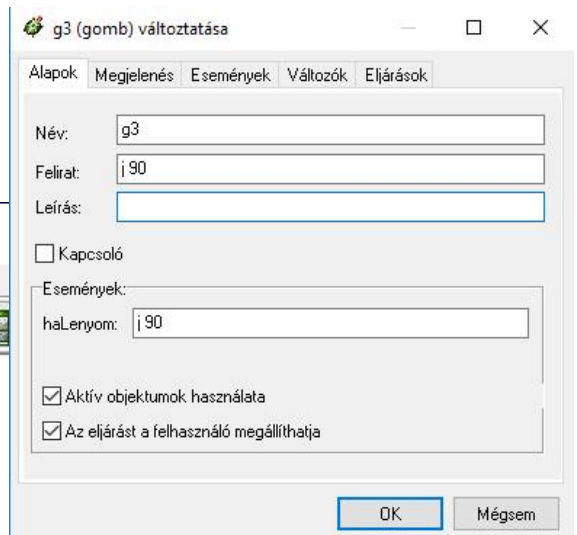 g3 (gomb) változtatása
Alapok Megjelenés Események Változók Eljárások
Név: g3
Felirat: j 90
Leírás:
Kapcsoló
Események:
haLenyom: j 90
Aktív objektumok használata
Az eljárást a felhasználó megállíthatja
OK Mégsem